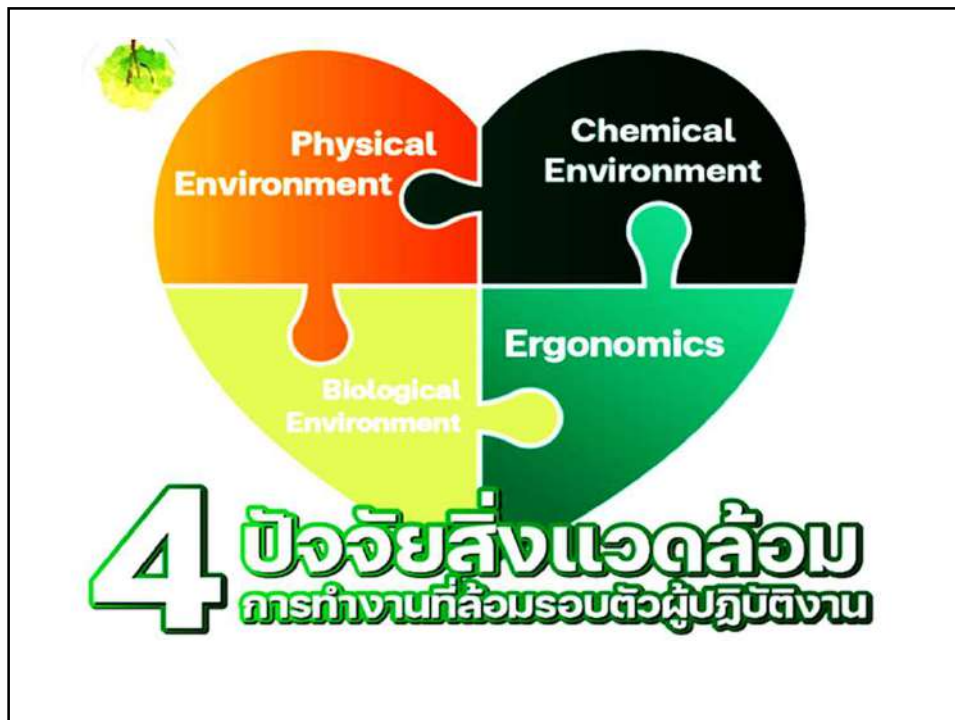 Physical
Environment
Chemical
Environment
Biological
Environment
Ergonomics
4 ปัจจัยสิ่งแวดล้อม
การทำงานที่ล้อมรอบตัวผู้ปฏิบัติงาน